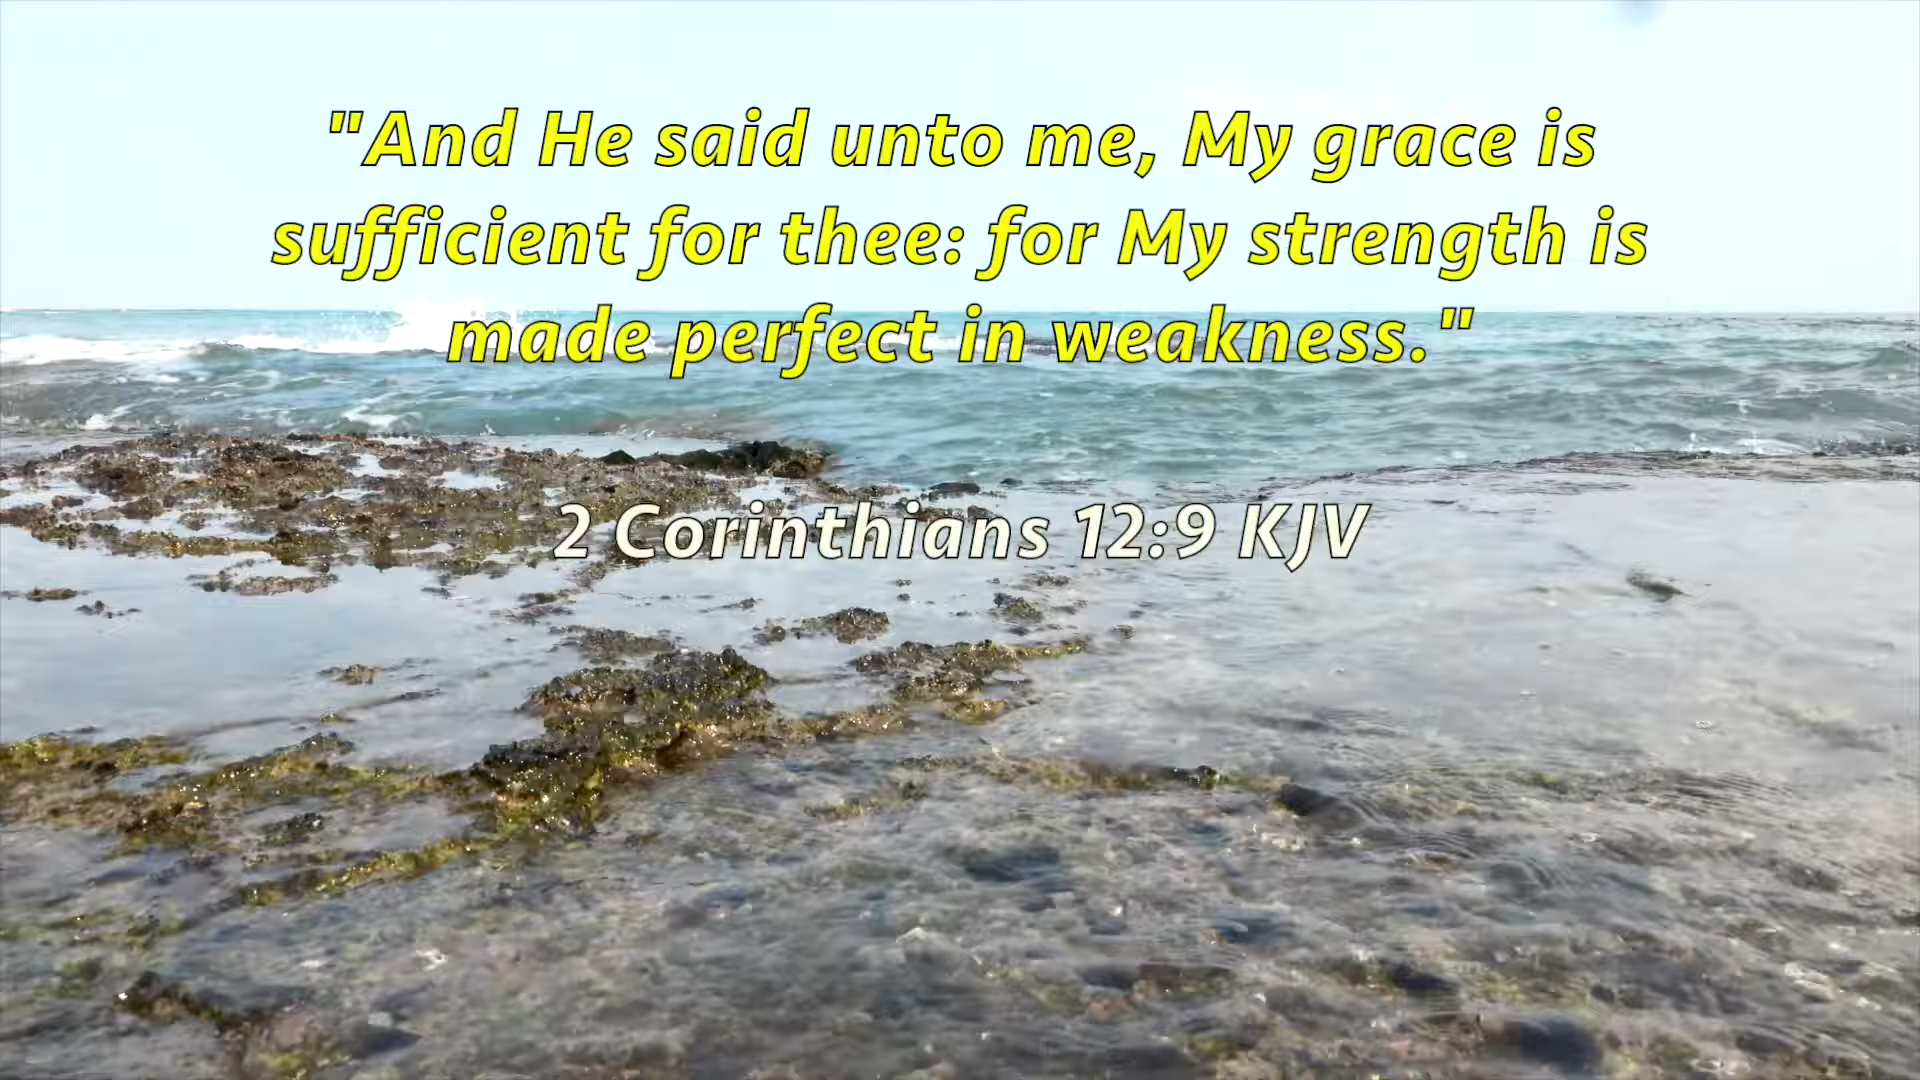 "And He said unto me, My grace is
sufficient for thee: for My strength is
made perfect in weakness."
2 Corinthians 12:9 KJV